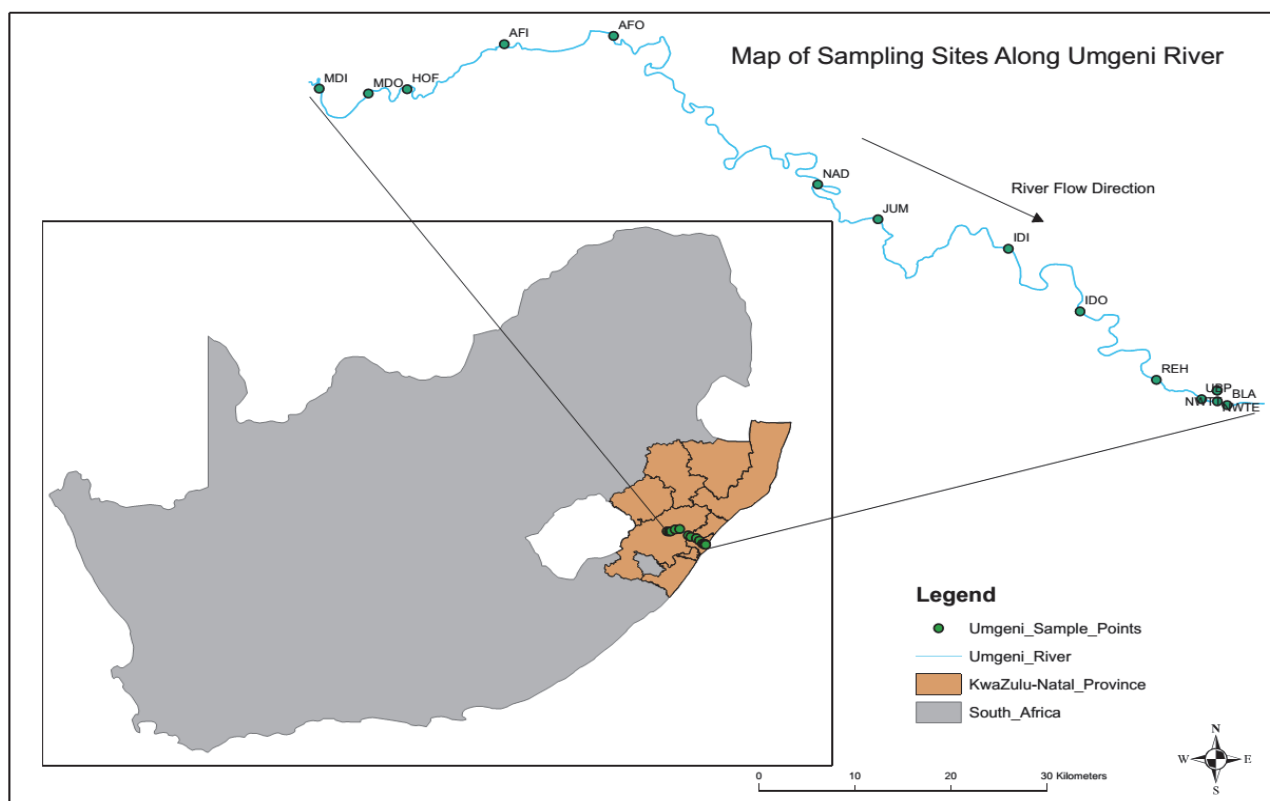 Map of Sampling Sites Along Umgeni River
AFI
AFO
MDI
MDO
HOF
NAD
River Flow Direction
JUM
IDI
IDO
REH
USP
BLA
NWTE
Legend
Umgeni_Sample_Points
Umgeni_River
KwaZulu-Natal_Province
South_Africa
N
W
E
S
0 10 20 30 Kilometers